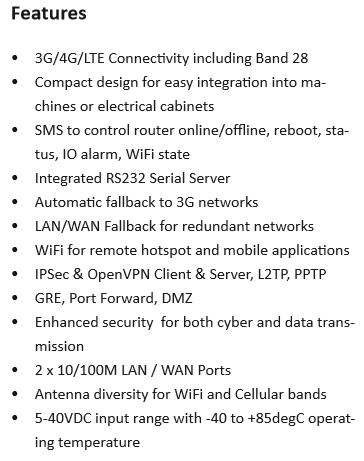 Features
• 3G/4G/LTE Connectivity including Band 28
• Compact design for easy integration into ma-
chines or electrical cabinets
• SMS to control router online/offline, reboot, sta-
tus, IO alarm, WiFi state
• Integrated RS232 Serial Server
• Automatic fallback to 3G networks
• LAN/WAN Fallback for redundant networks
• WiFi for remote hotspot and mobile applications
• IPSec & OpenVPN Client & Server, L2TP, PPTP
• GRE, Port Forward, DMZ
• Enhanced security  for both cyber and data trans-
mission
• 2 x 10/100M LAN / WAN Ports
• Antenna diversity for WiFi and Cellular bands
• 5-40VDC input range with -40 to +85degC operat-
ing temperature